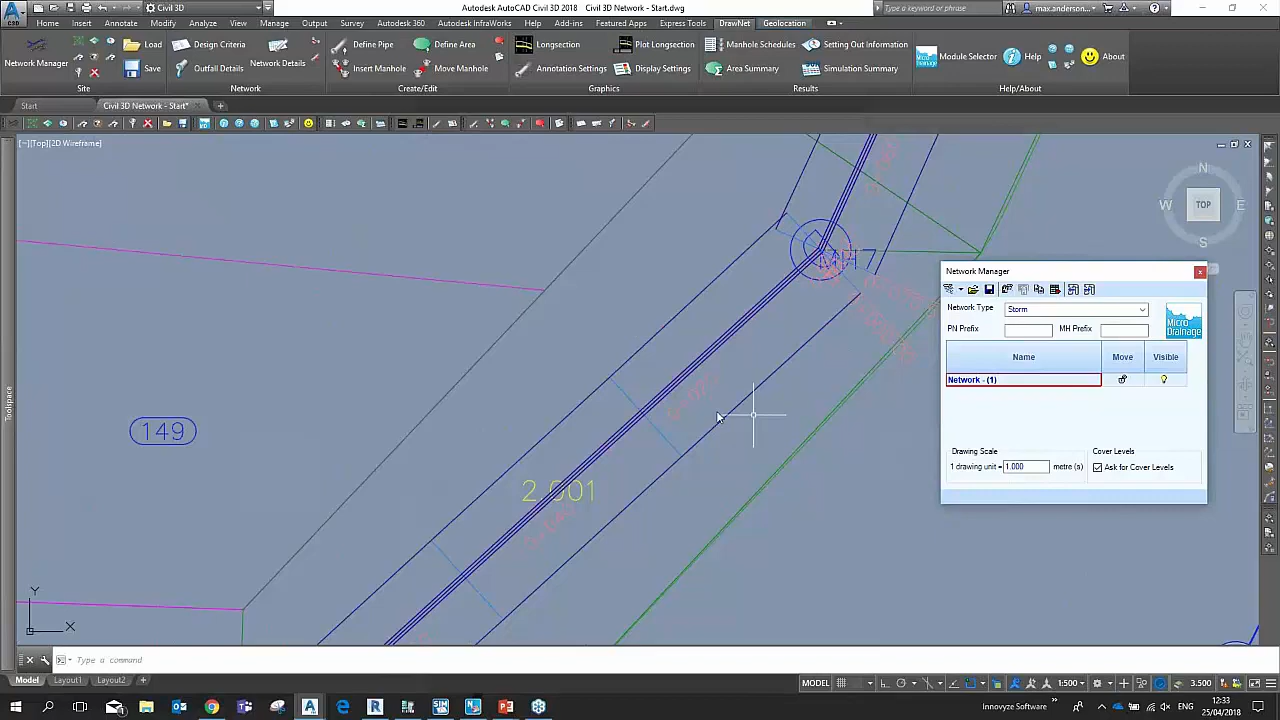 Civil 3D
Autodesk AutoCAD Civil 3D 2018
Civil 3D Network - Start.dwg
Type a keyword or phrase
max.anderson...
Home Insert Annotate Modify Analyze View Manage Output Survey Autodesk 360 Autodesk InfraWorks Help Add-ins Featured Apps Express Tools DrawNet Geolocation
Network Manager
Load
Save
Site
Design Criteria
Outfall Details
Network Details
Network
Define Pipe
Define Area
Insert Manhole
Move Manhole
Create/Edit
Longsection
Plot Longsection
Annotation Settings
Display Settings
Graphics
Manhole Schedules
Setting Out Information
Area Summary
Simulation Summary
Results
Module Selector
Help
About
Help/About
Start
Civil 3D Network - Start*
[−][Top][2D Wireframe]
N
W
TOP
E
S
MH7
149
2.001
Network Manager
Network Type
Storm
PN Prefix
MH Prefix
Micro
Drainage
Name Move Visible
Network - (1)
Drawing Scale
1 drawing unit = 1.000 metre (s)
Cover Levels
Ask for Cover Levels
Y
X
Toolspace
Type a command
Model Layout1 Layout2
MODEL
1:500
3.500
Innovyze Software
12:33
25/04/2018